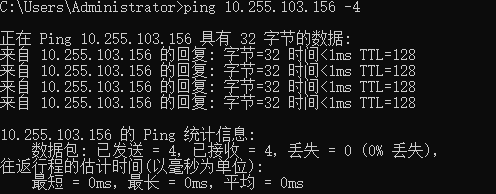 C:\Users\Administrator>ping 10.255.103.156 -4
正在 Ping 10.255.103.156 具有 32 字节的数据:
来自 10.255.103.156 的回复: 字节=32 时间<1ms TTL=128
来自 10.255.103.156 的回复: 字节=32 时间<1ms TTL=128
来自 10.255.103.156 的回复: 字节=32 时间<1ms TTL=128
来自 10.255.103.156 的回复: 字节=32 时间<1ms TTL=128
10.255.103.156 的 Ping 统计信息:
数据包: 已发送 = 4, 已接收 = 4, 丢失 = 0 (0% 丢失),
往返行程的估计时间(以毫秒为单位):
最短 = 0ms, 最长 = 0ms, 平均 = 0ms